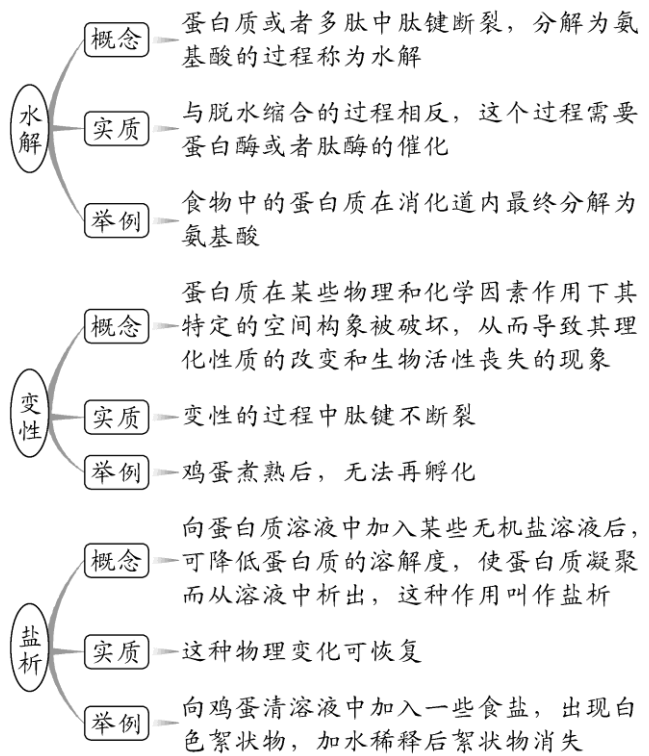 水解
概念
蛋白质或者多肽中肽键断裂，分解为氨
基酸的过程称为水解
实质
与脱水缩合的过程相反，这个过程需要
蛋白酶或者肽酶的催化
举例
食物中的蛋白质在消化道内最终分解为
氨基酸
变性
概念
蛋白质在某些物理和化学因素作用下其
特定的空间构象被破坏，从而导致其理
化性质的改变和生物活性丧失的现象
实质
变性的过程中肽键不断裂
举例
鸡蛋煮熟后，无法再孵化
盐析
概念
向蛋白质溶液中加入某些无机盐溶液后，
可降低蛋白质的溶解度，使蛋白质凝聚
而从溶液中析出，这种作用叫作盐析
实质
这种物理变化可恢复
举例
向鸡蛋清溶液中加入一些食盐，出现白
色絮状物，加水稀释后絮状物消失